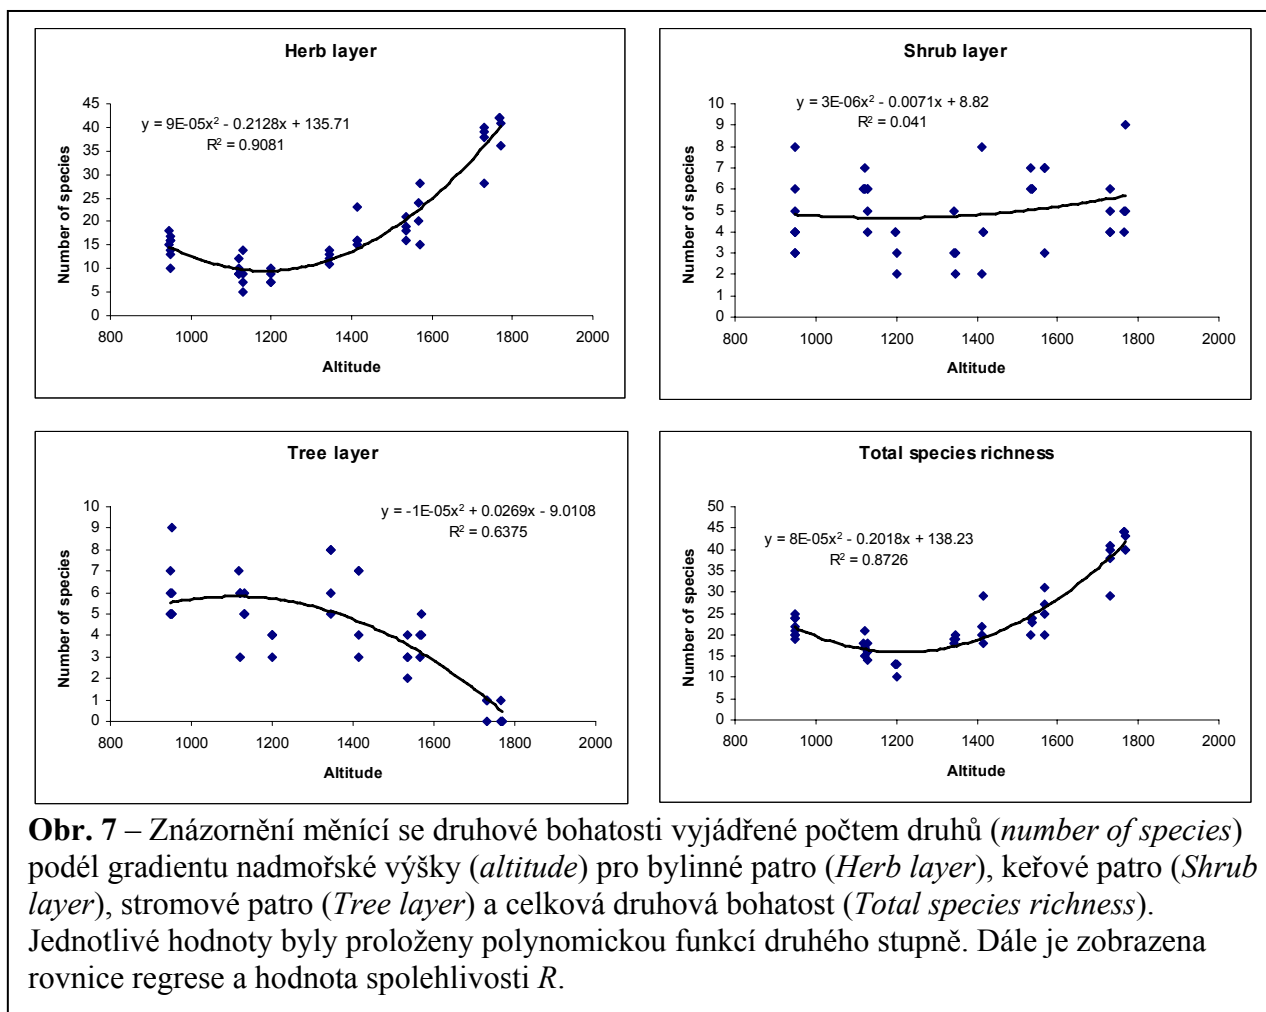 Herb layer
y = 9E-05x² - 0.2128x + 135.71
R² = 0.9081
Number of species
45
40
35
30
25
20
15
10
5
0
800 1000 1200 1400 1600 1800 2000
Altitude
Shrub layer
y = 3E-06x² - 0.0071x + 8.82
R² = 0.041
Number of species
10
9
8
7
6
5
4
3
2
1
0
800 1000 1200 1400 1600 1800 2000
Altitude
Tree layer
y = -1E-05x² + 0.0269x - 9.0108
R² = 0.6375
Number of species
10
9
8
7
6
5
4
3
2
1
0
800 1000 1200 1400 1600 1800 2000
Altitude
Total species richness
y = 8E-05x² - 0.2018x + 138.23
R² = 0.8726
Number of species
50
45
40
35
30
25
20
15
10
5
0
800 1000 1200 1400 1600 1800 2000
Altitude
Obr. 7 – Znázornění měnící se druhové bohatosti vyjádřené počtem druhů (number of species)
podél gradientu nadmořské výšky (altitude) pro bylinné patro (Herb layer), keřové patro (Shrub
layer), stromové patro (Tree layer) a celková druhová bohatost (Total species richness).
Jednotlivé hodnoty byly proloženy polynomickou funkcí druhého stupně. Dále je zobrazena
rovnice regrese a hodnota spolehlivosti R.